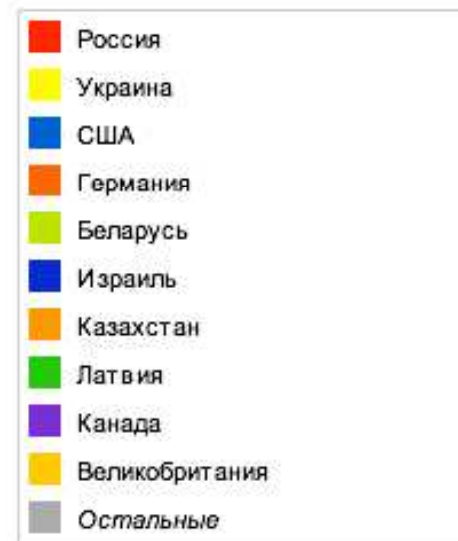 Россия
Украина
США
Германия
Беларусь
Израиль
Казахстан
Латвия
Канада
Великобритания
Остальные